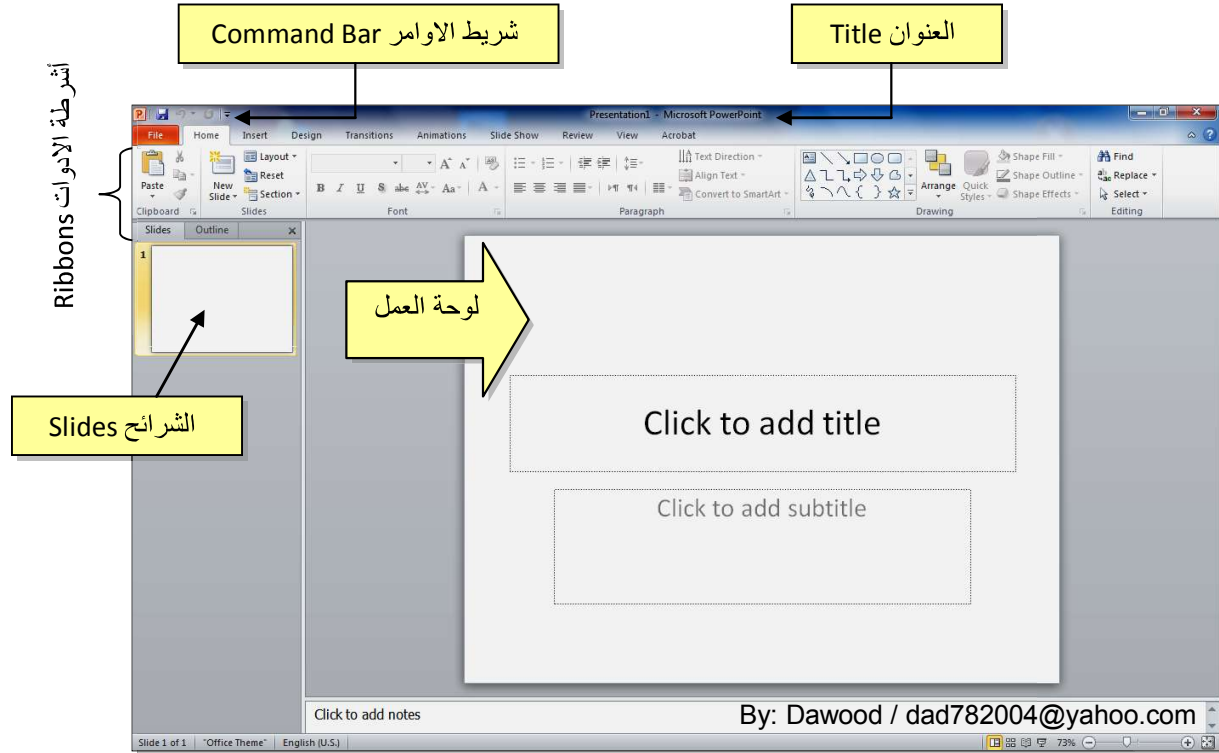 شريط الاوامر Command Bar
العنوان Title
أشرطة الادوات Ribbons
Presentation1 - Microsoft PowerPoint
File Home Insert Design Transitions Animations Slide Show Review View Acrobat
Paste
Clipboard
New Slide
Layout
Reset
Section
Slides
B I U S abc AV Aa A
Font
Text Direction
Align Text
Convert to SmartArt
Paragraph
Arrange
Quick Styles
Shape Fill
Shape Outline
Shape Effects
Drawing
Find
Replace
Select
Editing
Slides Outline
1
لوحة العمل
الشرائح Slides
Click to add title
Click to add subtitle
Click to add notes
By: Dawood / dad782004@yahoo.com
Slide 1 of 1 "Office Theme" English (U.S.) 73%